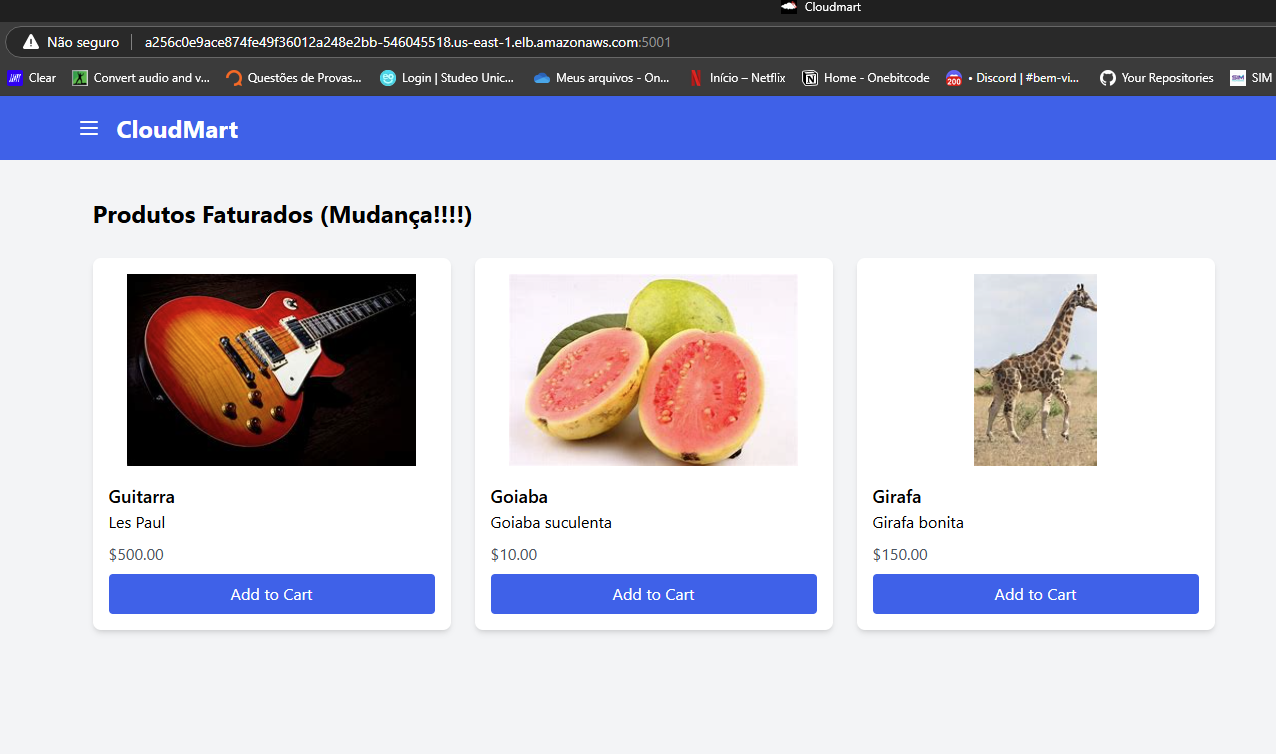 Cloudmart
Não seguro a256c0e9ace874fe49f36012a248e2bb-546045518.us-east-1.elb.amazonaws.com:5001
Clear Convert audio and v... Questões de Provas... Login | Studeo Unic... Meus arquivos - On... Início – Netflix Home - Onebitcode 200 • Discord | #bem-vi... Your Repositories SIM SIM
CloudMart
Produtos Faturados (Mudança!!!!)
Guitarra
Les Paul
$500.00
Add to Cart
Goiaba
Goiaba suculenta
$10.00
Add to Cart
Girafa
Girafa bonita
$150.00
Add to Cart